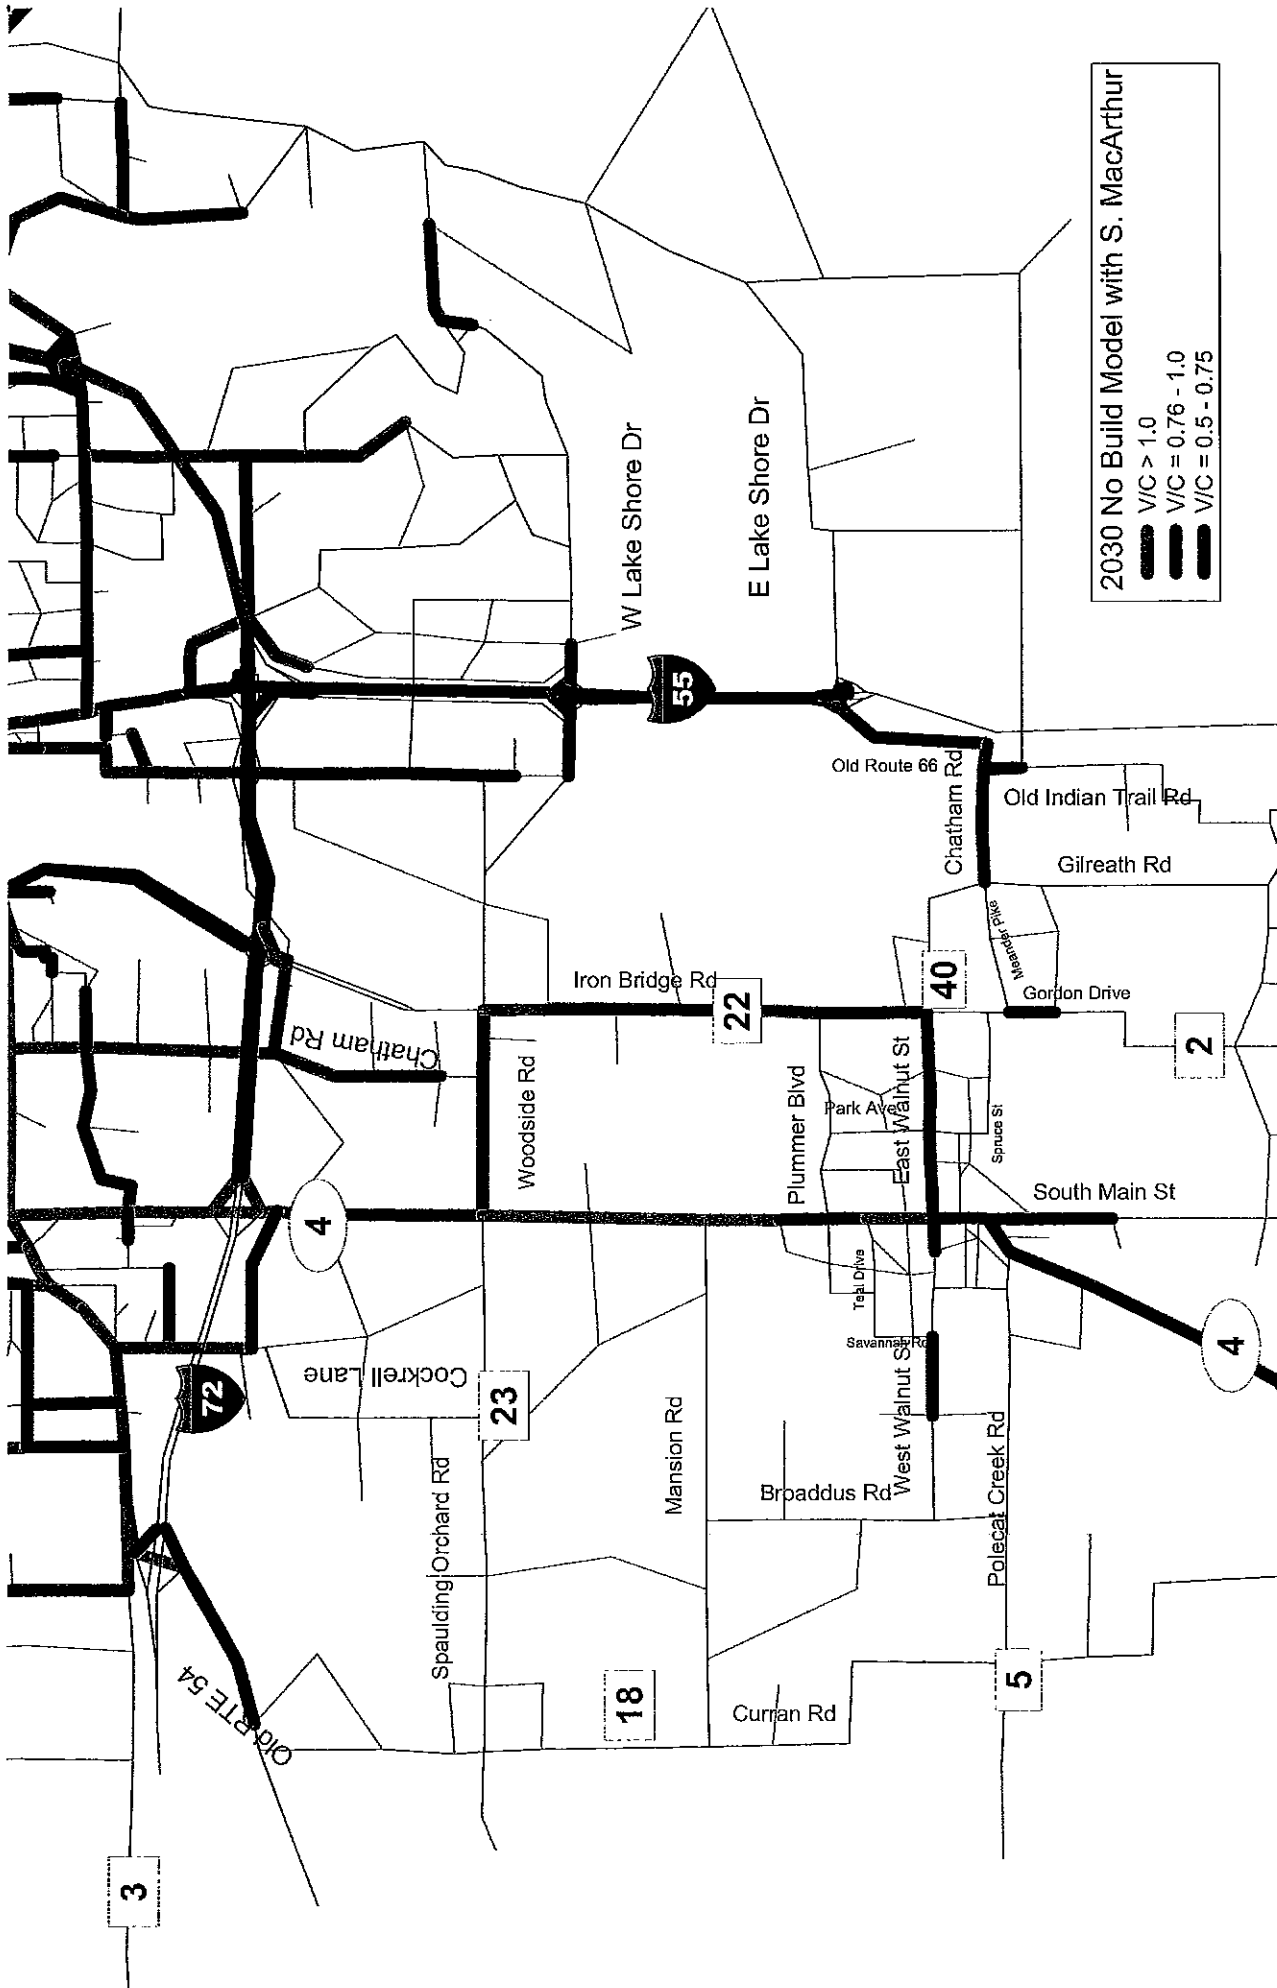 2030 No Build Model with S. MacArthur
V/C > 1.0
V/C = 0.76 - 1.0
V/C = 0.5 - 0.75
3
Old RTE 54
72
4
Cockrell Lane
Chatham Rd
Spaulding Orchard Rd
23
Woodside Rd
18
Mansion Rd
Iron Bridge Rd
22
W Lake Shore Dr
55
E Lake Shore Dr
Curran Rd
Broaddus Rd
Plummer Blvd
Park Ave
Teal Drive
Savannah Rd
West Walnut St
East Walnut St
40
Old Route 66
Chatham Rd
5
Polecat Creek Rd
South Main St
Spruce St
Meander Pike
Gordon Drive
Gilreath Rd
Old Indian Trail Rd
4
2